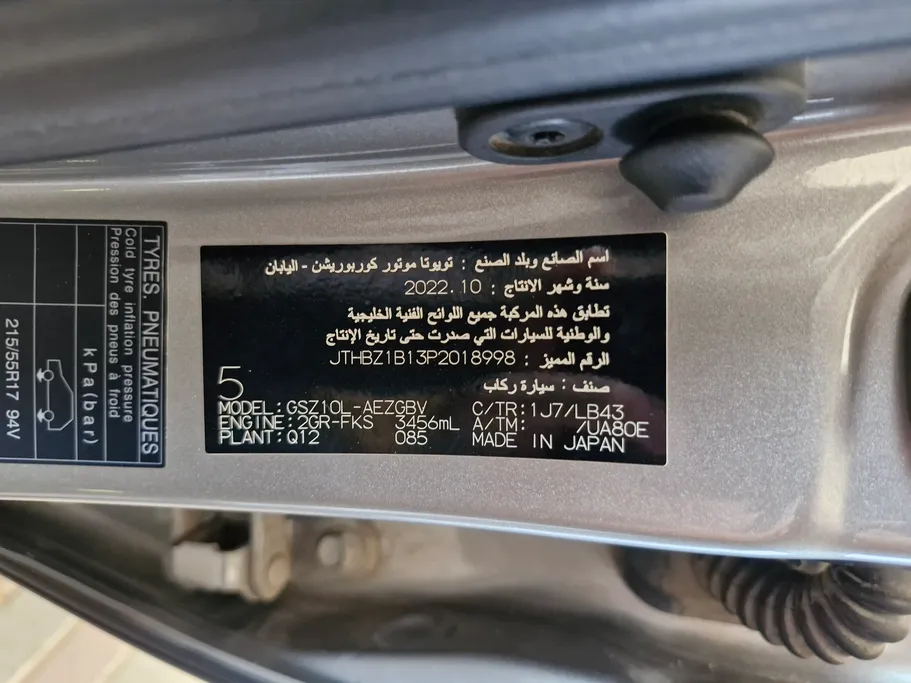 TYRES. PNEUMATIQUES
Cold tyre inflation pressure
Pression des pneus à froid
kPa(bar)
215/55R17 94V
اسم الصانع وبلد الصنع : تويوتا موتور كوربوريشن - اليابان
سنة وشهر الانتاج : 2022.10
تطابق هذه المركبة جميع اللوائح الفنية الخليجية
والوطنية للسيارات التي صدرت حتى تاريخ الإنتاج
الرقم المميز : JTHBZ1B13P2018998
صنف : سيارة ركاب
5
MODEL:GSZ10L-AEZGBV C/TR:1J7/LB43
ENGINE:2GR-FKS 3456mL A/TM: /UA80E
PLANT:Q12 085 MADE IN JAPAN